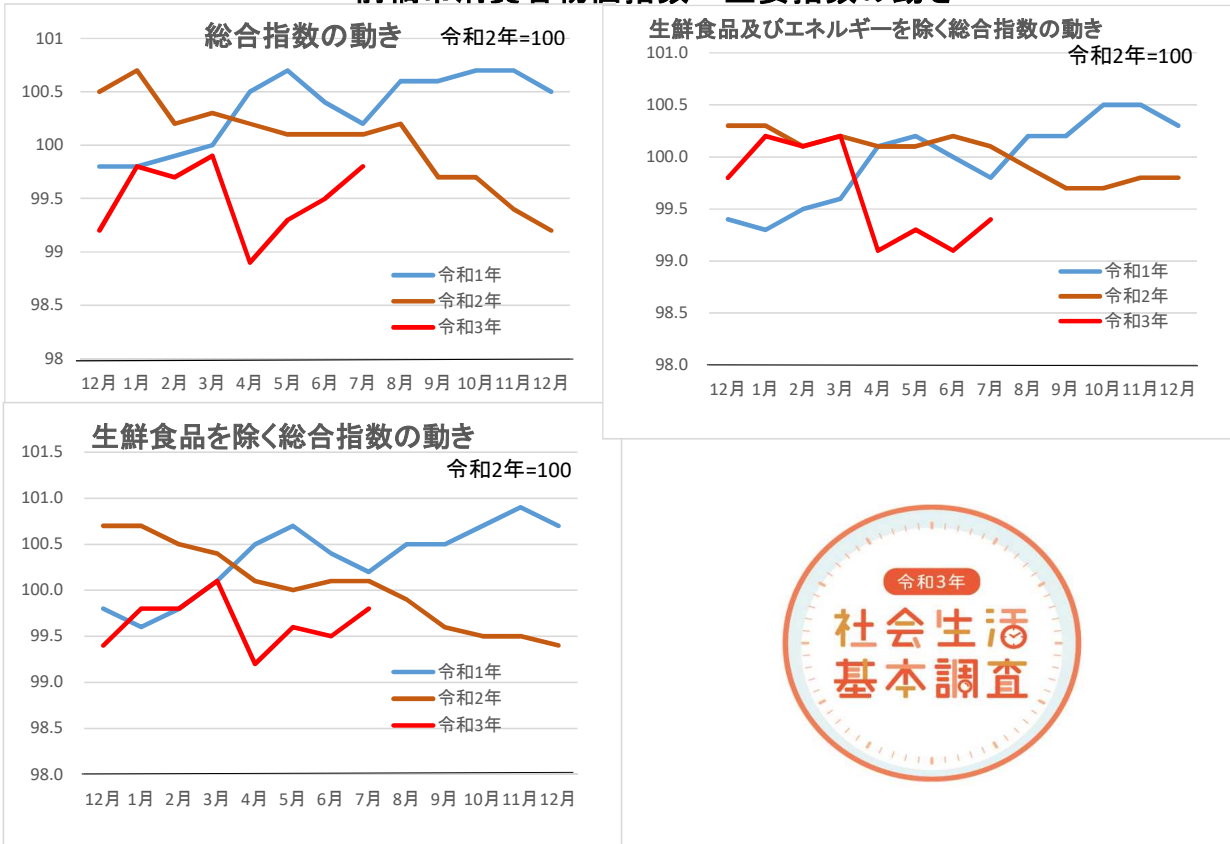 総合指数の動き
令和2年=100
101
100.5
100
99.5
99
98.5
98
令和1年
令和2年
令和3年
12月 1月 2月 3月 4月 5月 6月 7月 8月 9月 10月 11月 12月
生鮮食品及びエネルギーを除く総合指数の動き
令和2年=100
101.0
100.5
100.0
99.5
99.0
98.5
98.0
令和1年
令和2年
令和3年
12月 1月 2月 3月 4月 5月 6月 7月 8月 9月 10月 11月 12月
生鮮食品を除く総合指数の動き
令和2年=100
101.5
101.0
100.5
100.0
99.5
99.0
98.5
98.0
令和1年
令和2年
令和3年
12月 1月 2月 3月 4月 5月 6月 7月 8月 9月 10月 11月 12月
令和3年
社会生活
基本調査